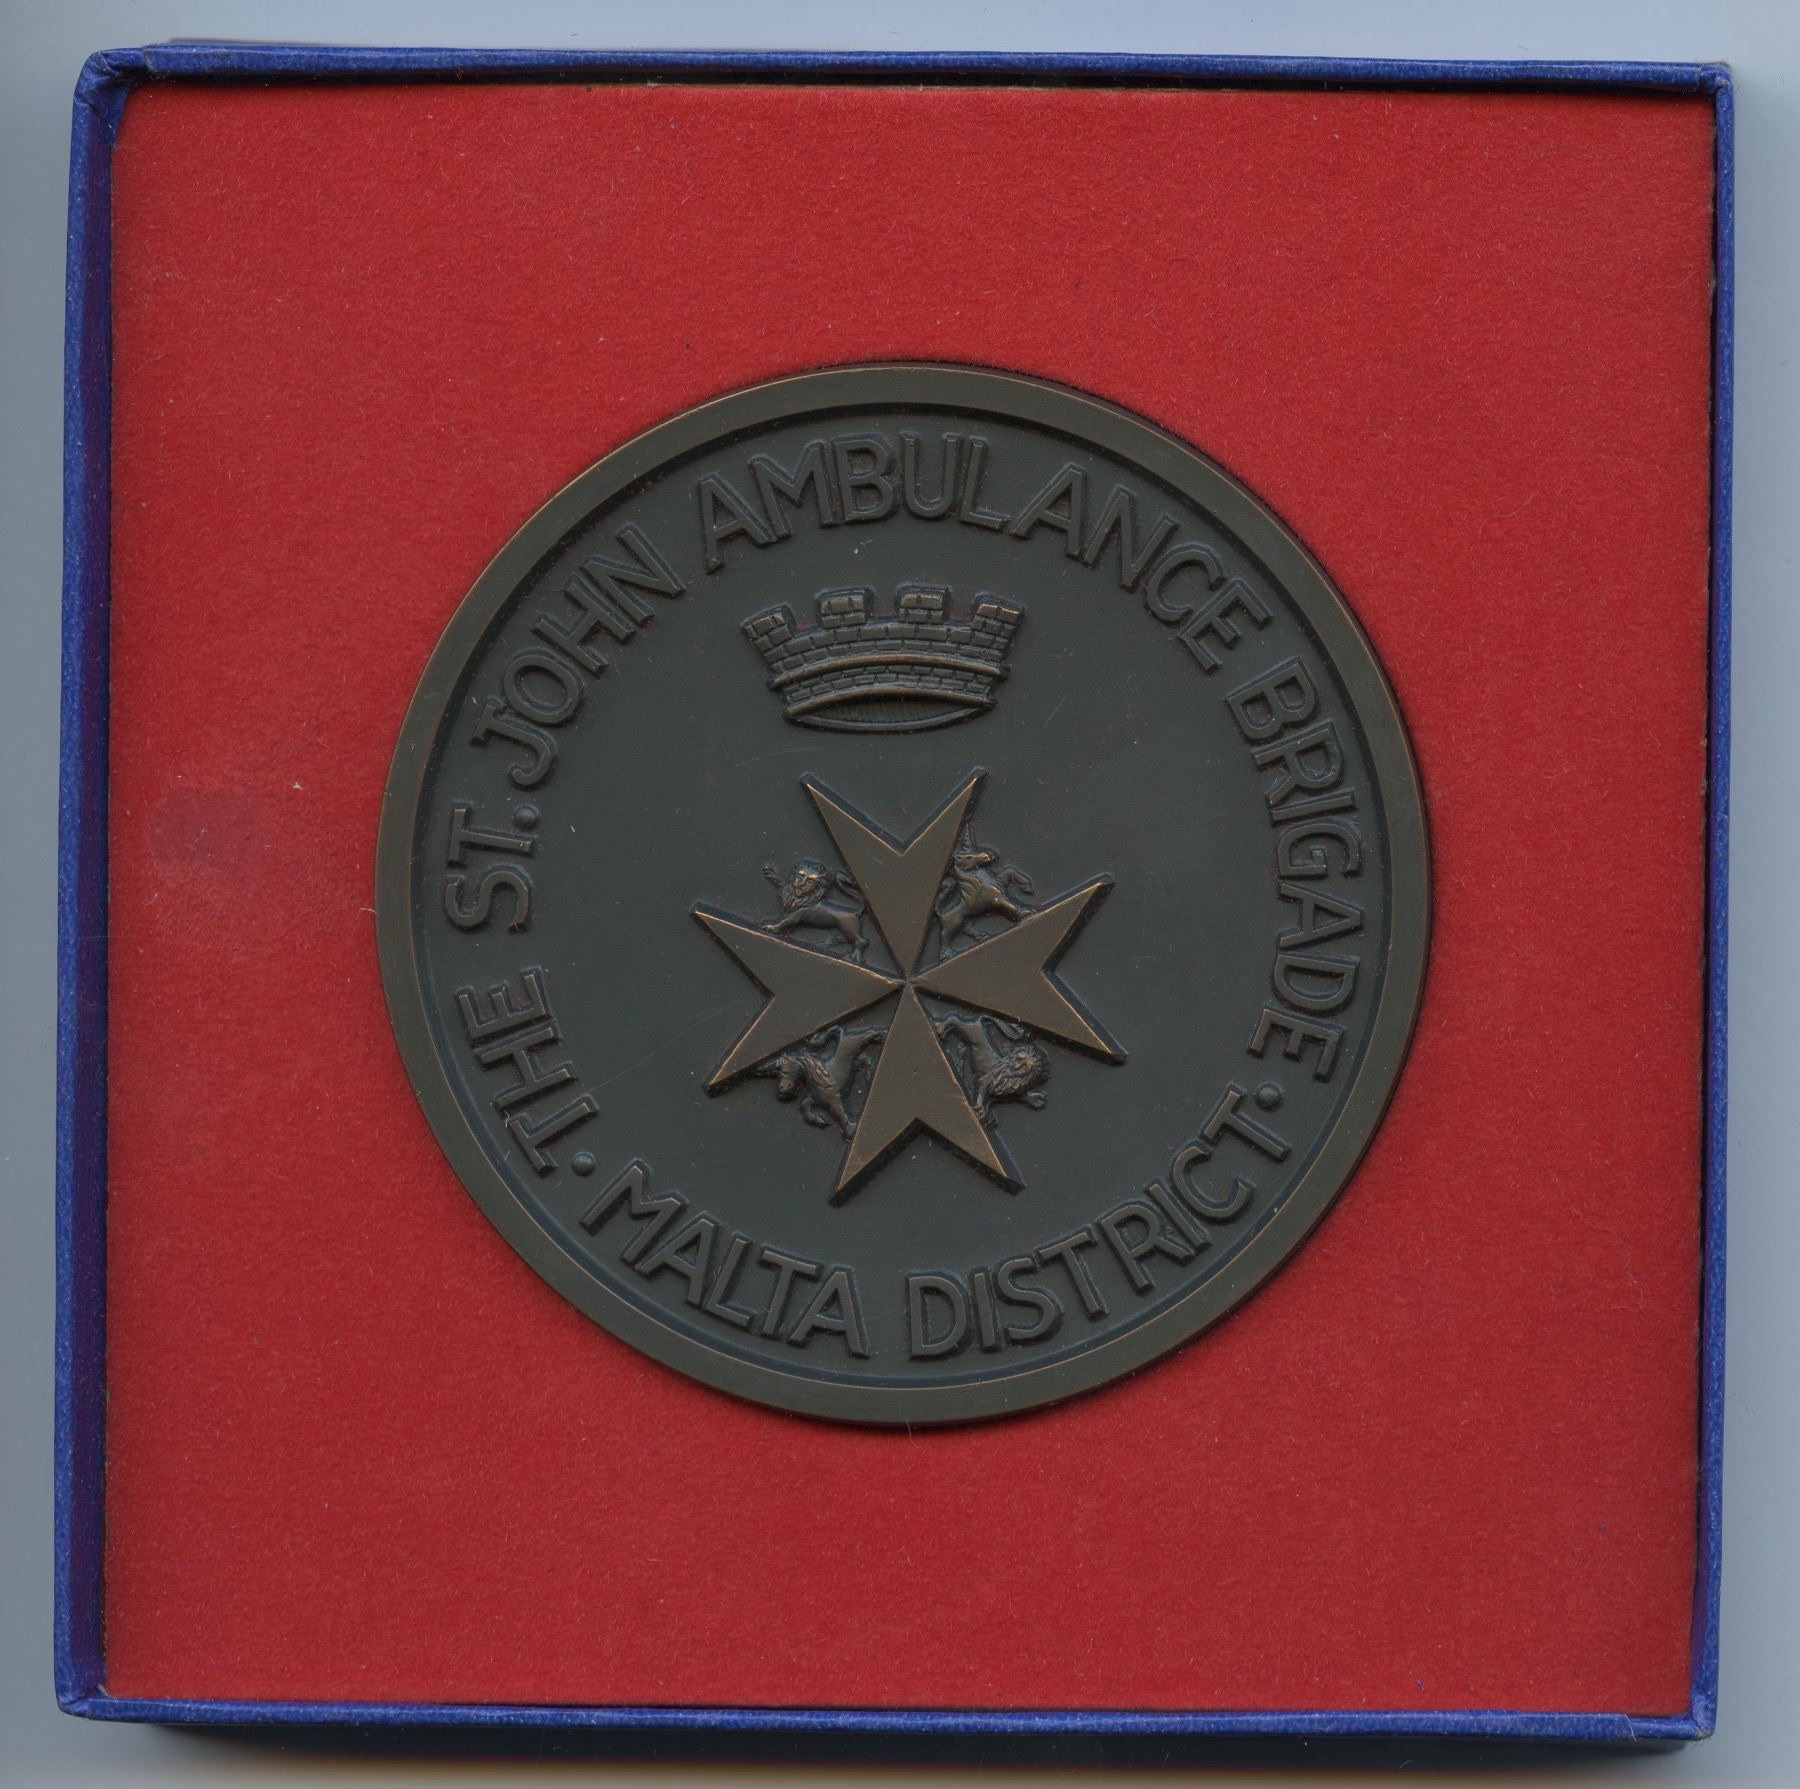 THE ST. JOHN AMBULANCE BRIGADE
· MALTA DISTRICT ·